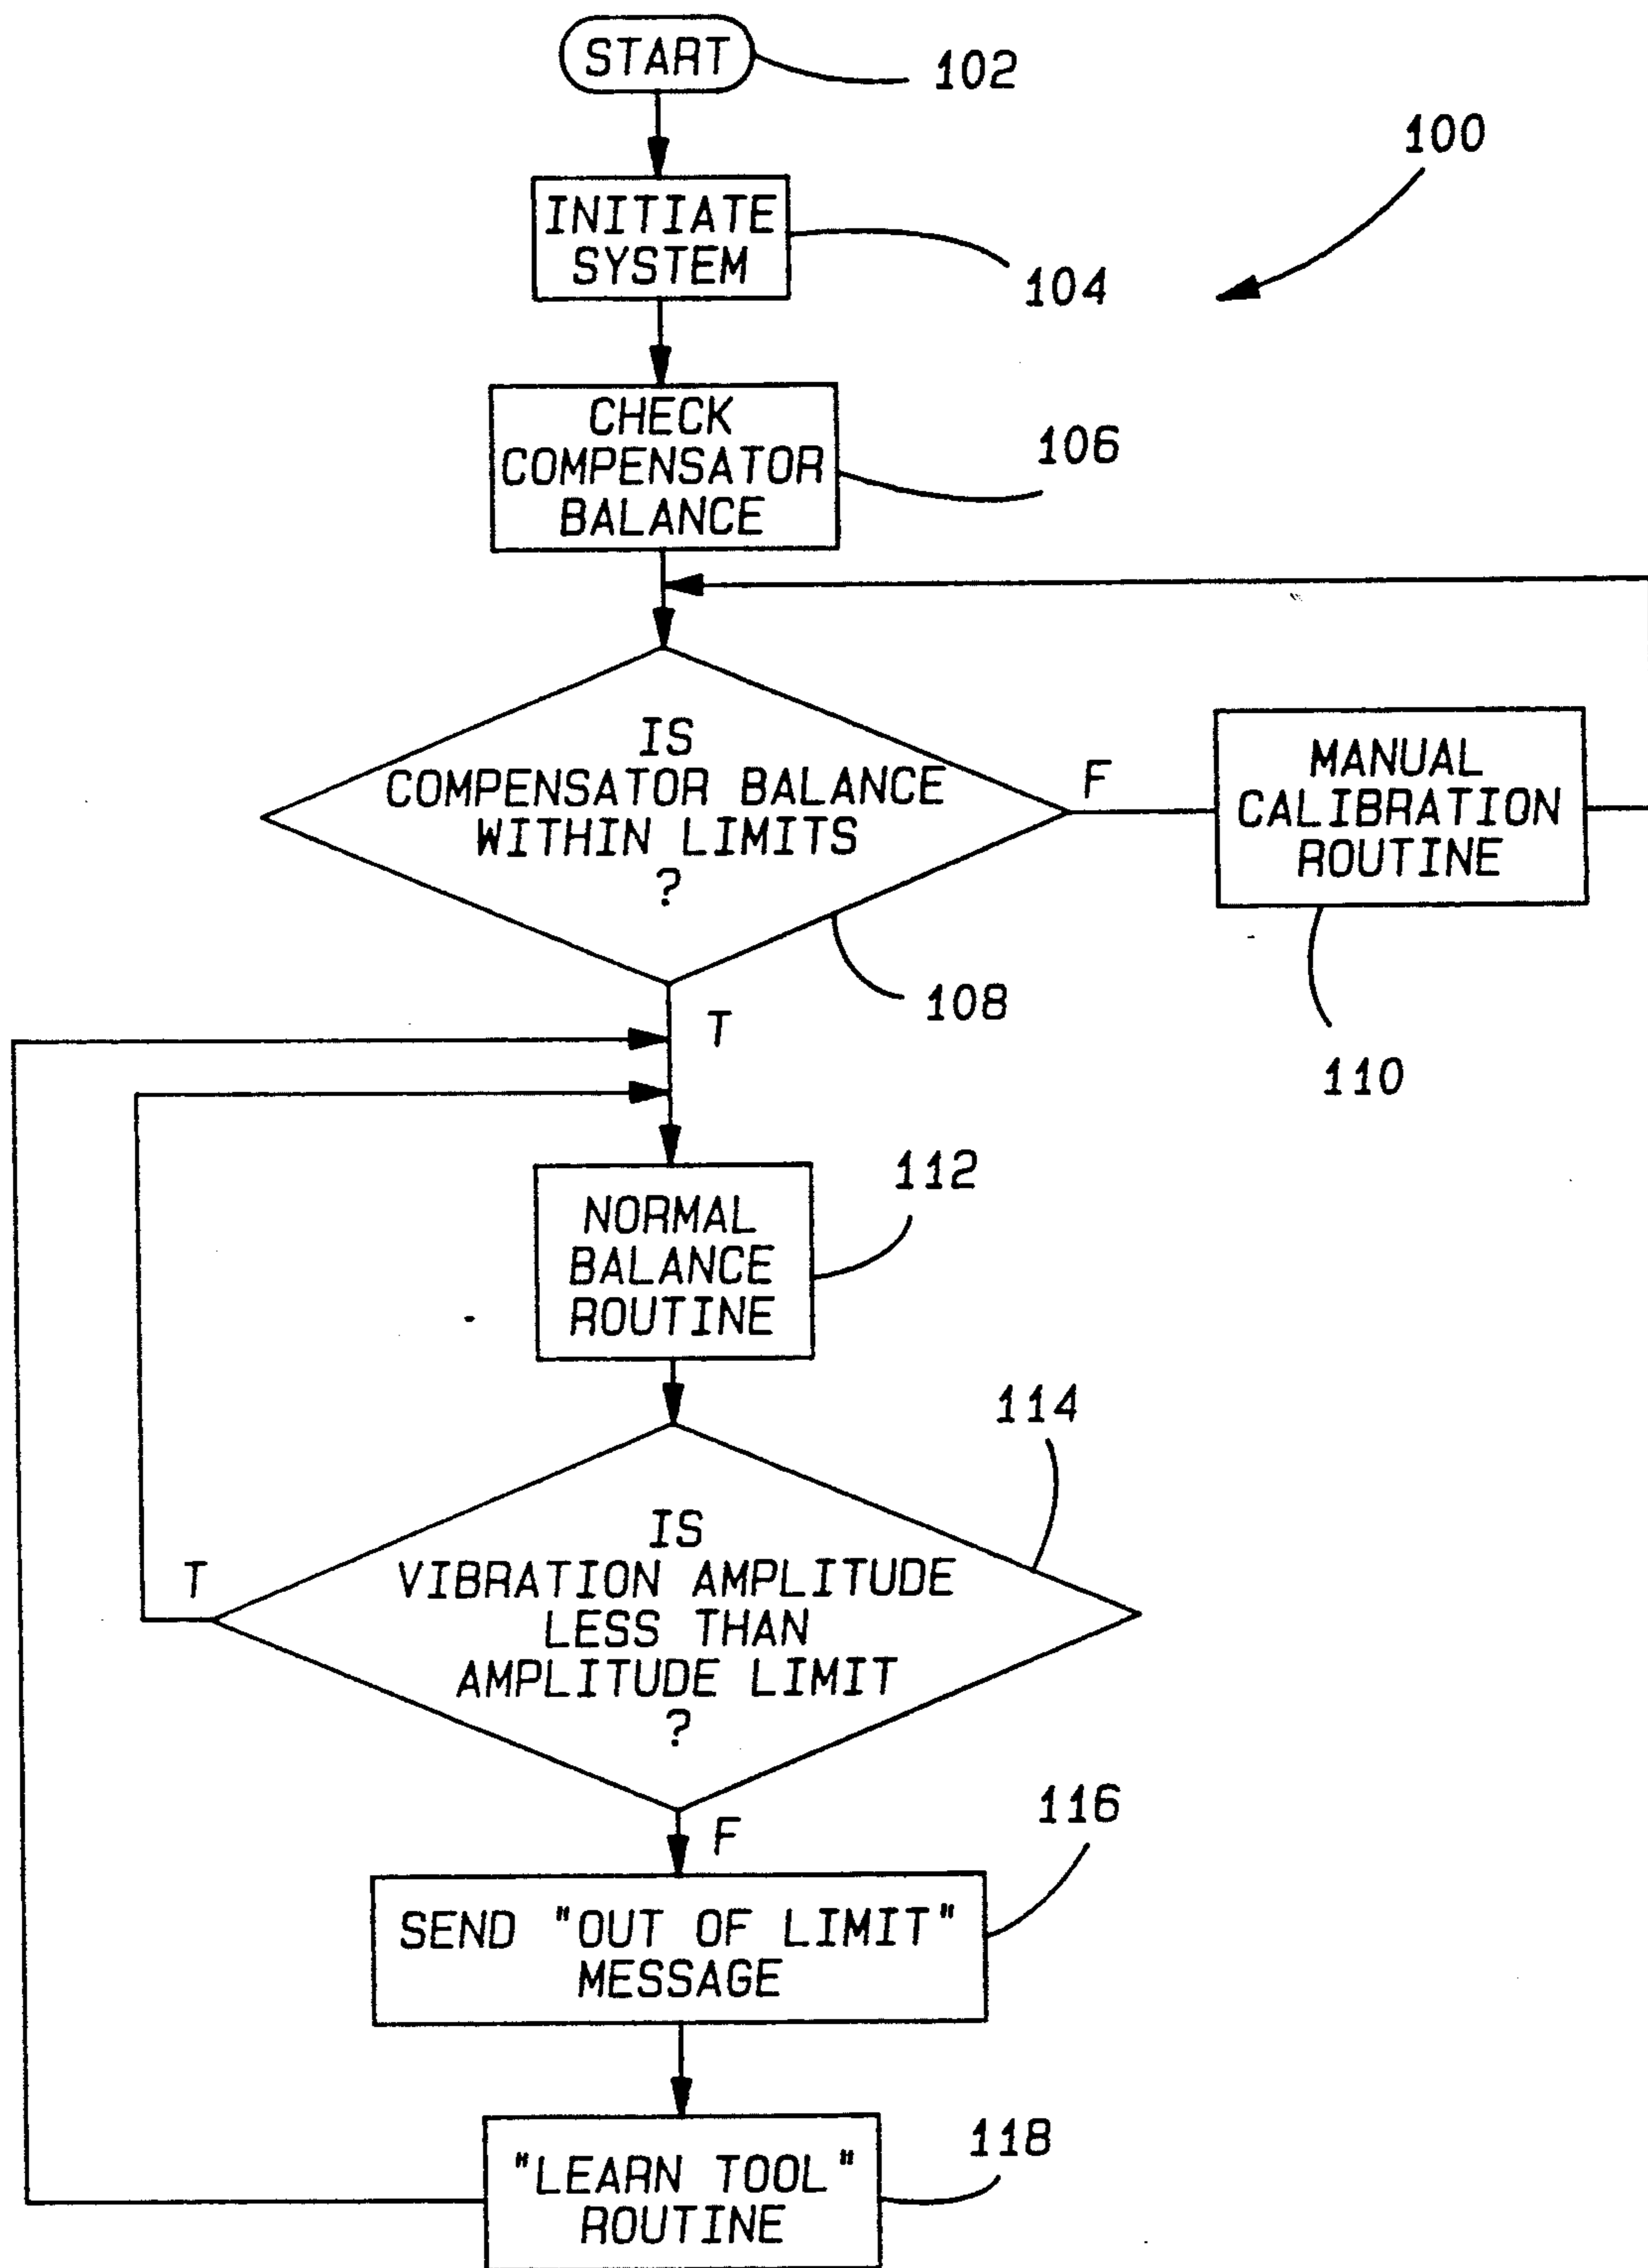 START
102
100
INITIATE
SYSTEM
104
CHECK
COMPENSATOR
BALANCE
106
IS
COMPENSATOR BALANCE
WITHIN LIMITS
?
F
MANUAL
CALIBRATION
ROUTINE
108
T
110
112
NORMAL
BALANCE
ROUTINE
114
IS
VIBRATION AMPLITUDE
LESS THAN
AMPLITUDE LIMIT
?
T
F
116
SEND "OUT OF LIMIT"
MESSAGE
118
"LEARN TOOL"
ROUTINE